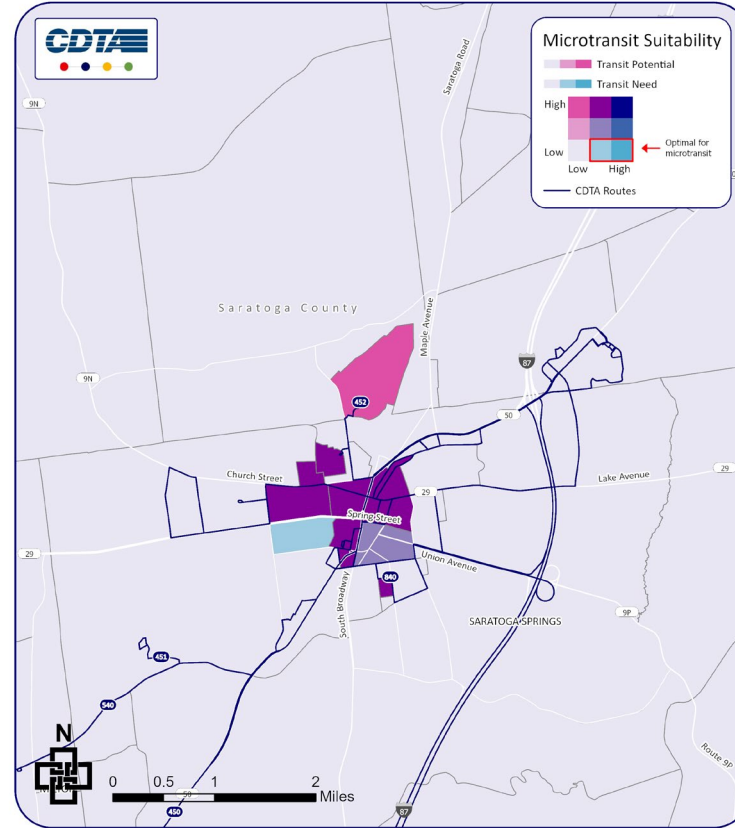 CDTA
Microtransit Suitability
Transit Potential
Transit Need
High
Low
Low
High
Optimal for
microtransit
CDTA Routes
Saratoga Road
9N
Saratoga County
Maple Avenue
87
9N
452
50
Church Street
Lake Avenue
29
29
Spring Street
29
Union Avenue
840
South Broadway
9P
SARATOGA SPRINGS
451
540
N
Route 9P
0
0.5
1
2
Miles
50
450
87